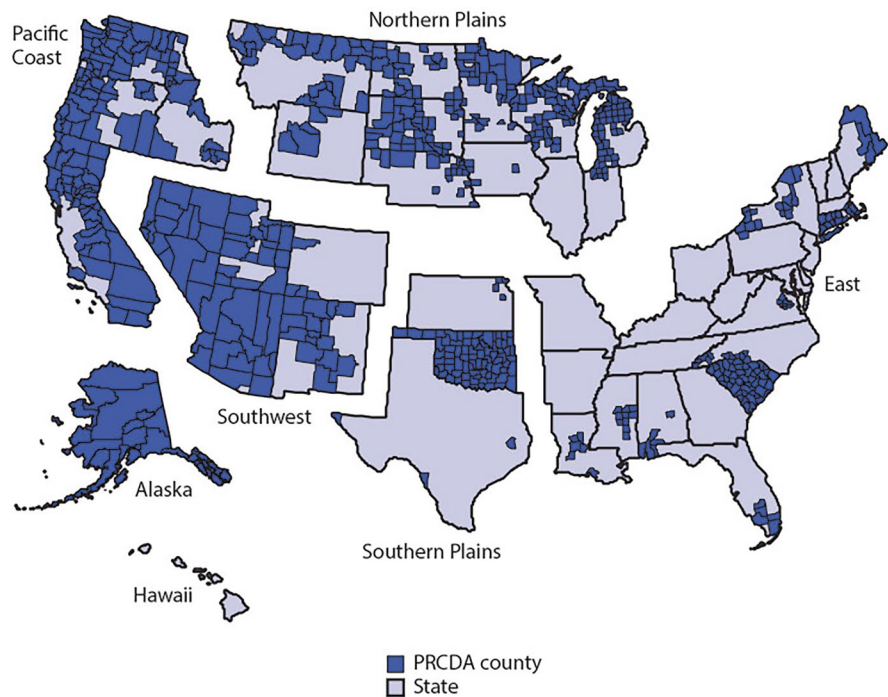 Northern Plains
Pacific
Coast
East
Southwest
Alaska
Southern Plains
Hawaii
PRCDA county
State